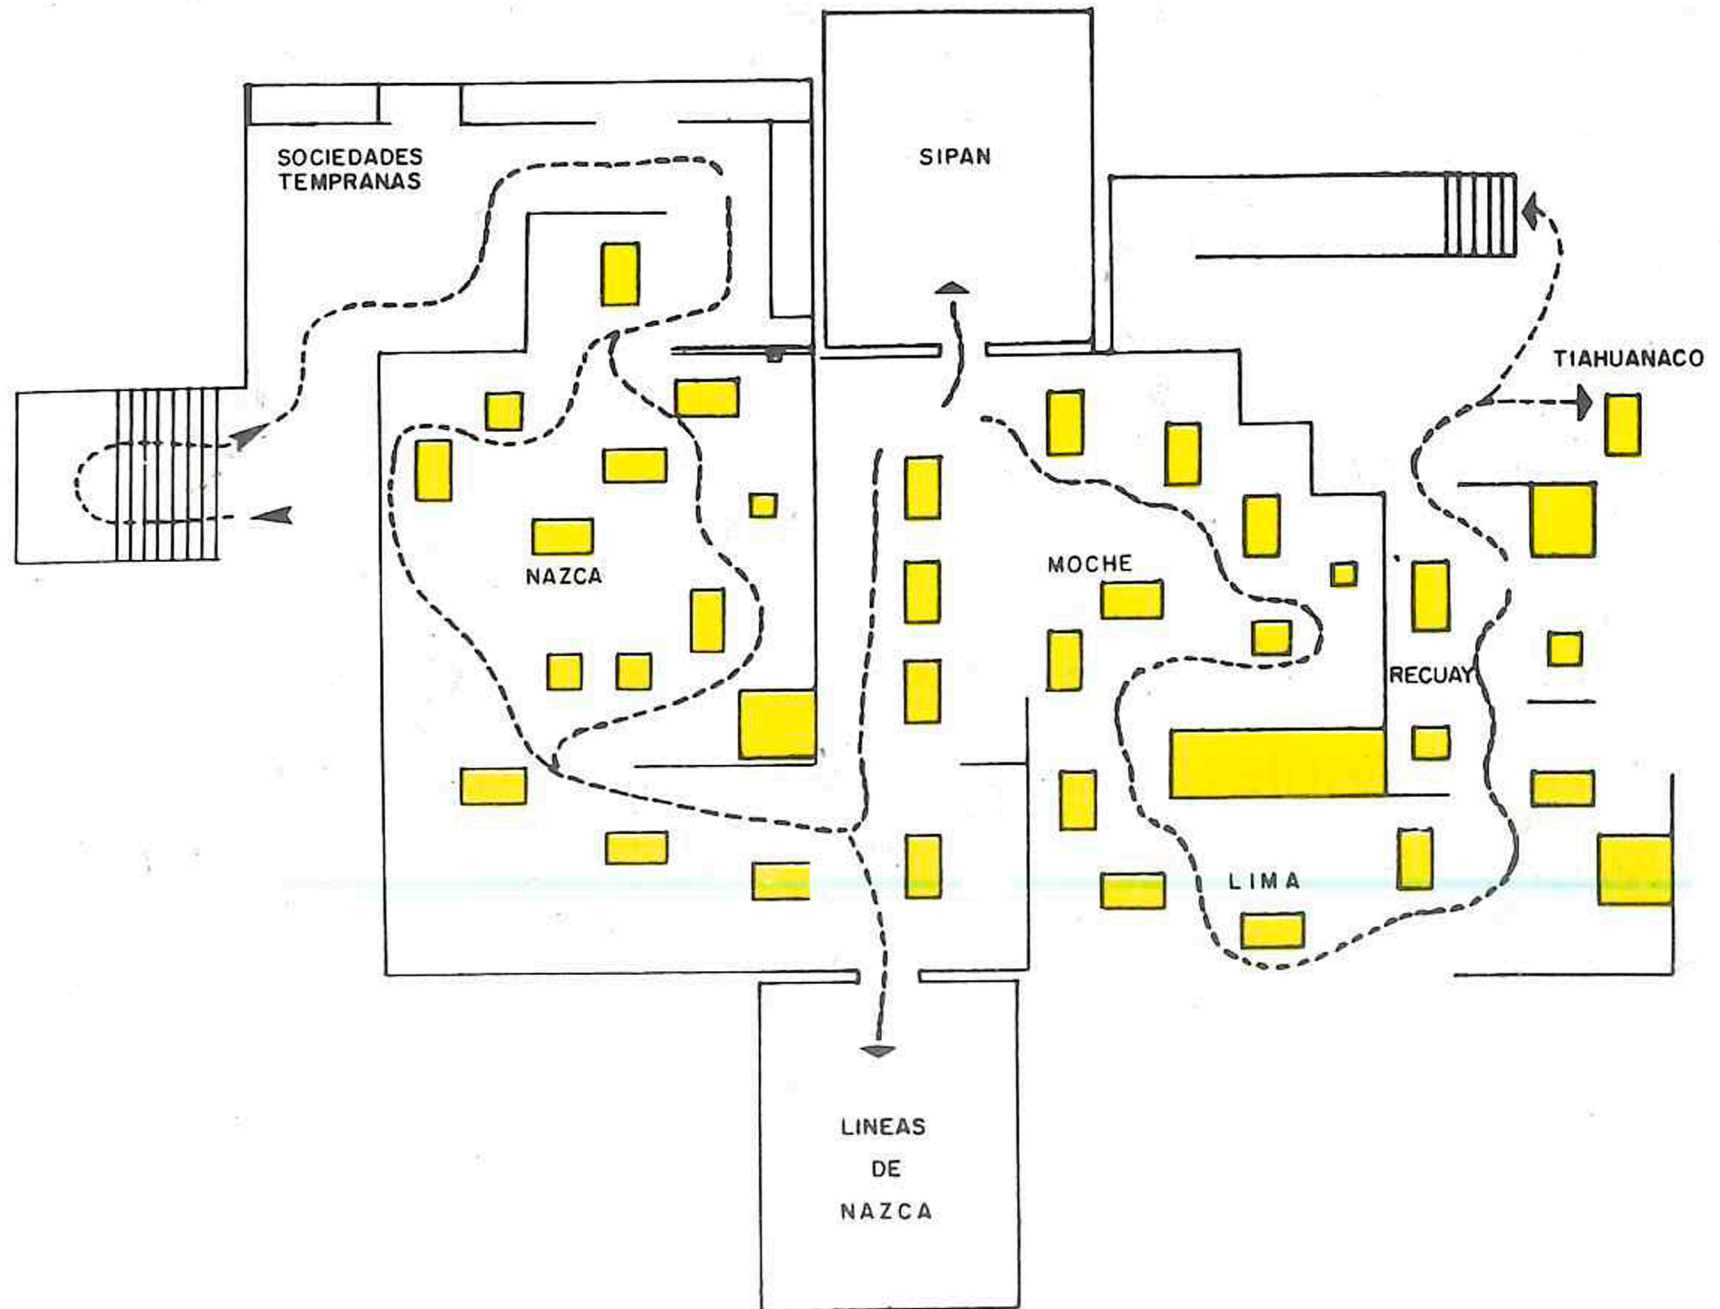 SOCIEDADES
TEMPRANAS
SIPAN
TIAHUANACO
NAZCA
MOCHE
RECUAY
LIMA
LINEAS
DE
NAZCA